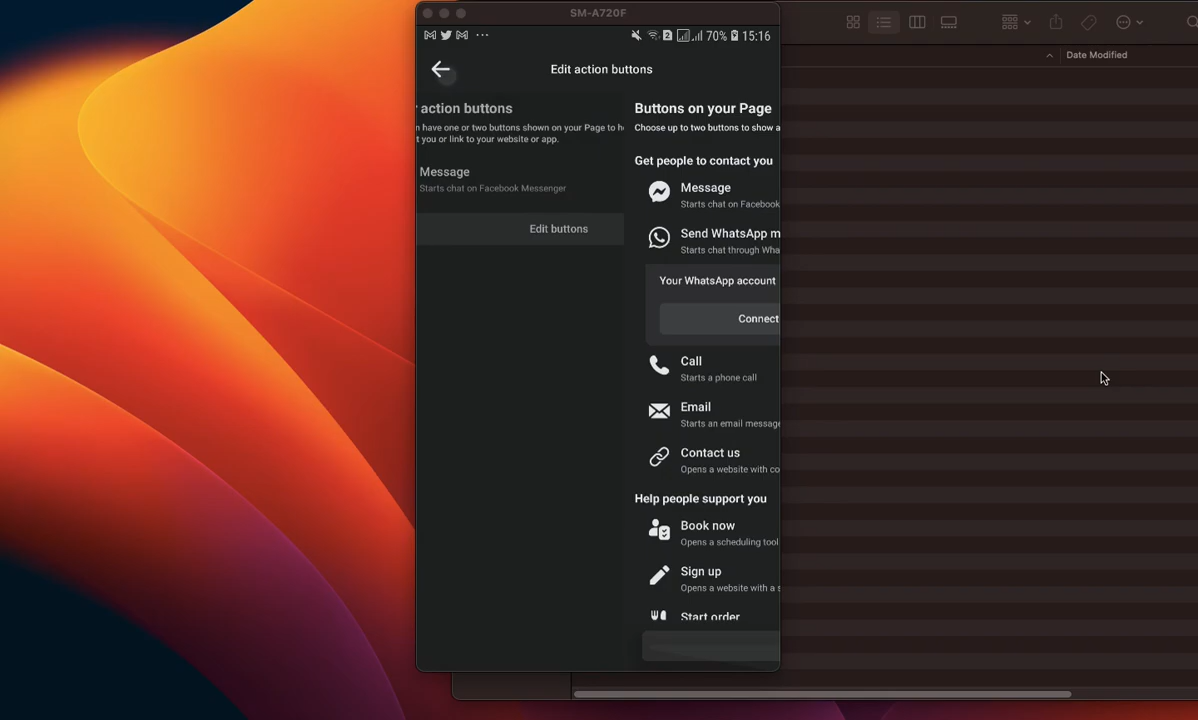 SM-A720F
70% 15:16
Edit action buttons
action buttons
have one or two buttons shown on your Page to h
t you or link to your website or app.
Message
Starts chat on Facebook Messenger
Edit buttons
Buttons on your Page
Choose up to two buttons to show a
Get people to contact you
Message
Starts chat on Facebook
Send WhatsApp m
Starts chat through Wha
Your WhatsApp account
Connect
Call
Starts a phone call
Email
Starts an email message
Contact us
Opens a website with co
Help people support you
Book now
Opens a scheduling tool
Sign up
Opens a website with a s
Start order
Date Modified